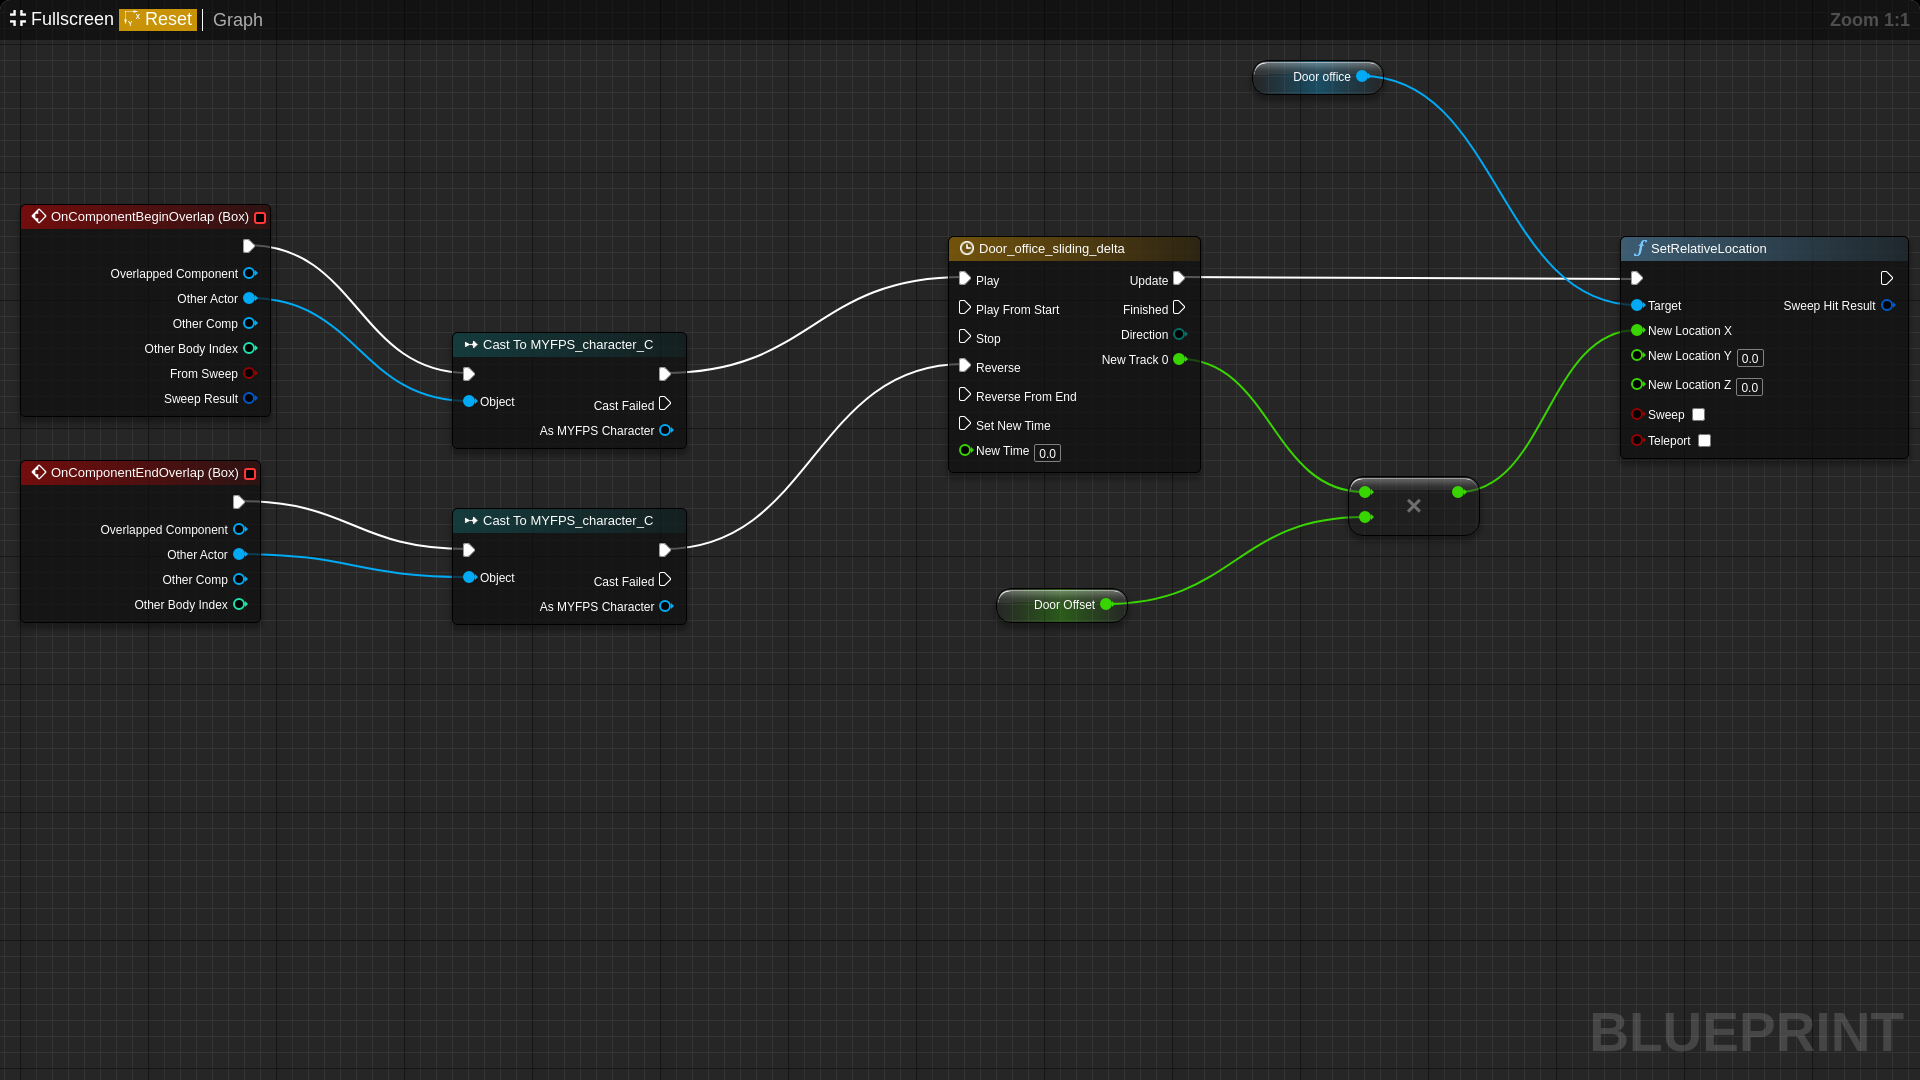 Fullscreen Reset Graph Zoom 1:1
Door office
OnComponentBeginOverlap (Box)
Overlapped Component
Other Actor
Other Comp
Other Body Index
From Sweep
Sweep Result
OnComponentEndOverlap (Box)
Overlapped Component
Other Actor
Other Comp
Other Body Index
Cast To MYFPS_character_C
Object
Cast Failed
As MYFPS Character
Cast To MYFPS_character_C
Object
Cast Failed
As MYFPS Character
Door_office_sliding_delta
Play Update
Play From Start Finished
Stop Direction
Reverse New Track 0
Reverse From End
Set New Time
New Time 0.0
Door Offset
SetRelativeLocation
Target Sweep Hit Result
New Location X
New Location Y 0.0
New Location Z 0.0
Sweep
Teleport
BLUEPRINT